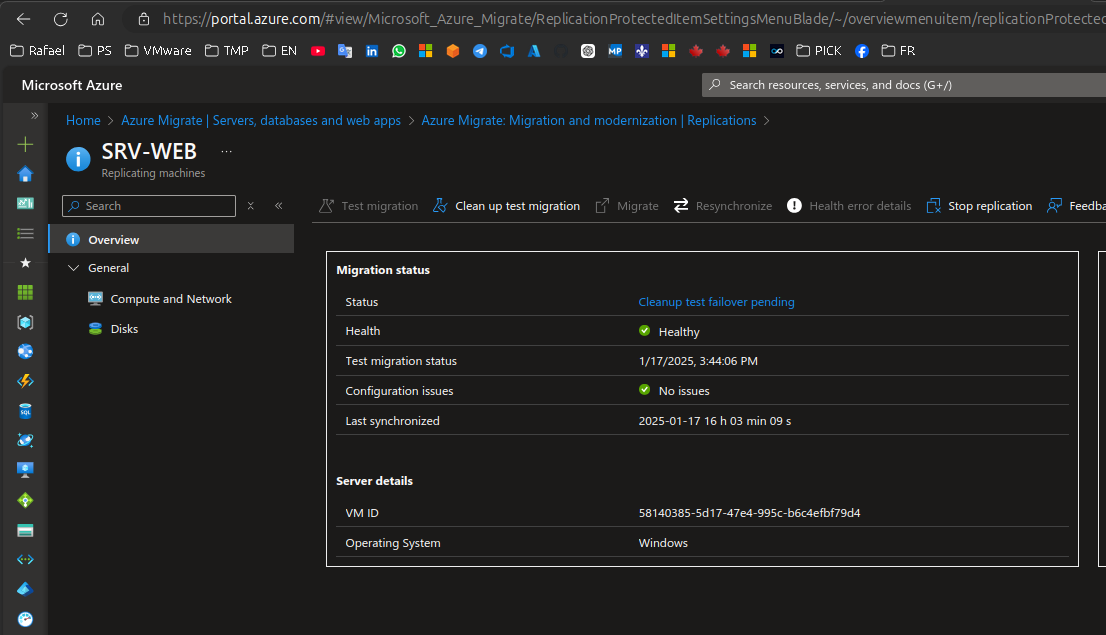 https://portal.azure.com/#view/Microsoft_Azure_Migrate/ReplicationProtectedItemSettingsMenuBlade/~/overviewmenuitem/replicationProtectec
Rafael PS VMware TMP EN MP PICK FR
Microsoft Azure
Search resources, services, and docs (G+/)
Home > Azure Migrate | Servers, databases and web apps > Azure Migrate: Migration and modernization | Replications >
SRV-WEB ...
Replicating machines
Search
Test migration Clean up test migration Migrate Resynchronize Health error details Stop replication Feedba
Overview
General
Compute and Network
Disks
Migration status
Status Cleanup test failover pending
Health Healthy
Test migration status 1/17/2025, 3:44:06 PM
Configuration issues No issues
Last synchronized 2025-01-17 16 h 03 min 09 s
Server details
VM ID 58140385-5d17-47e4-995c-b6c4efbf79d4
Operating System Windows